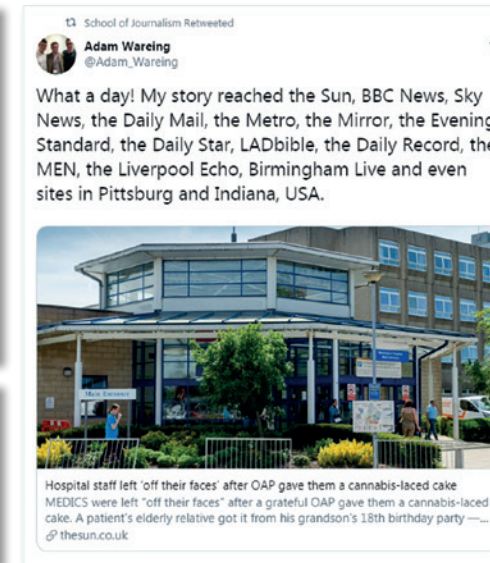 School of Journalism Retweeted
Adam Wareing
@Adam_Wareing
What a day! My story reached the Sun, BBC News, Sky
News, the Daily Mail, the Metro, the Mirror, the Evening
Standard, the Daily Star, LADbible, the Daily Record, the
MEN, the Liverpool Echo, Birmingham Live and even
sites in Pittsburg and Indiana, USA.
Main Entrance
Hospital staff left 'off their faces' after OAP gave them a cannabis-laced cake
MEDICS were left "off their faces" after a grateful OAP gave them a cannabis-laced
cake. A patient's elderly relative got it from his grandson's 18th birthday party —...
thesun.co.uk